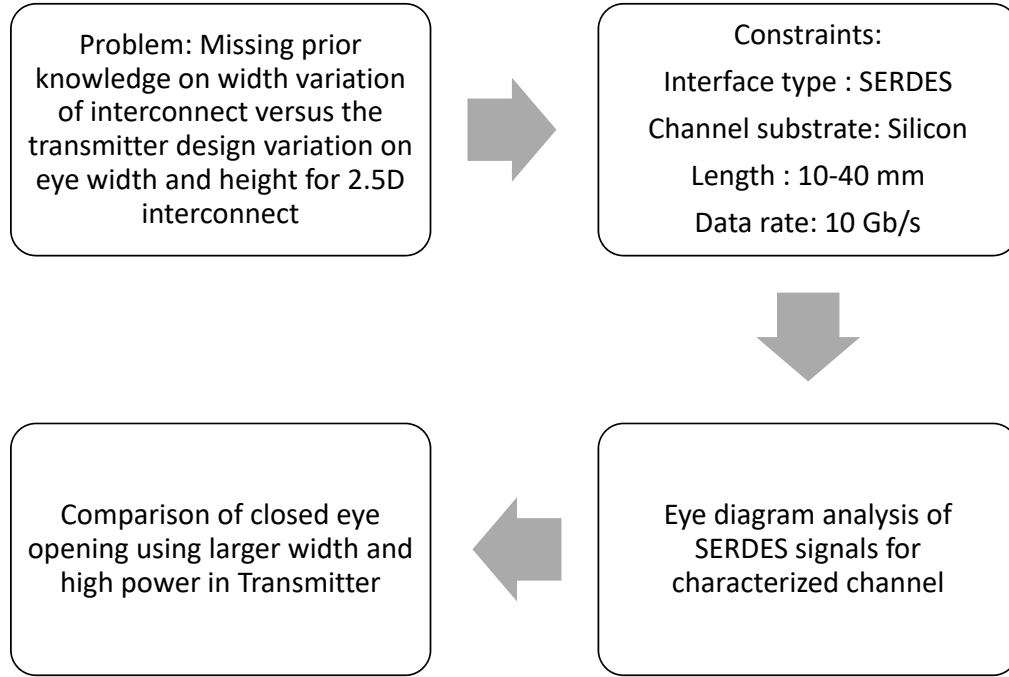 Problem: Missing prior
knowledge on width variation
of interconnect versus the
transmitter design variation on
eye width and height for 2.5D
interconnect
Constraints:
Interface type : SERDES
Channel substrate: Silicon
Length : 10-40 mm
Data rate: 10 Gb/s
Eye diagram analysis of
SERDES signals for
characterized channel
Comparison of closed eye
opening using larger width and
high power in Transmitter